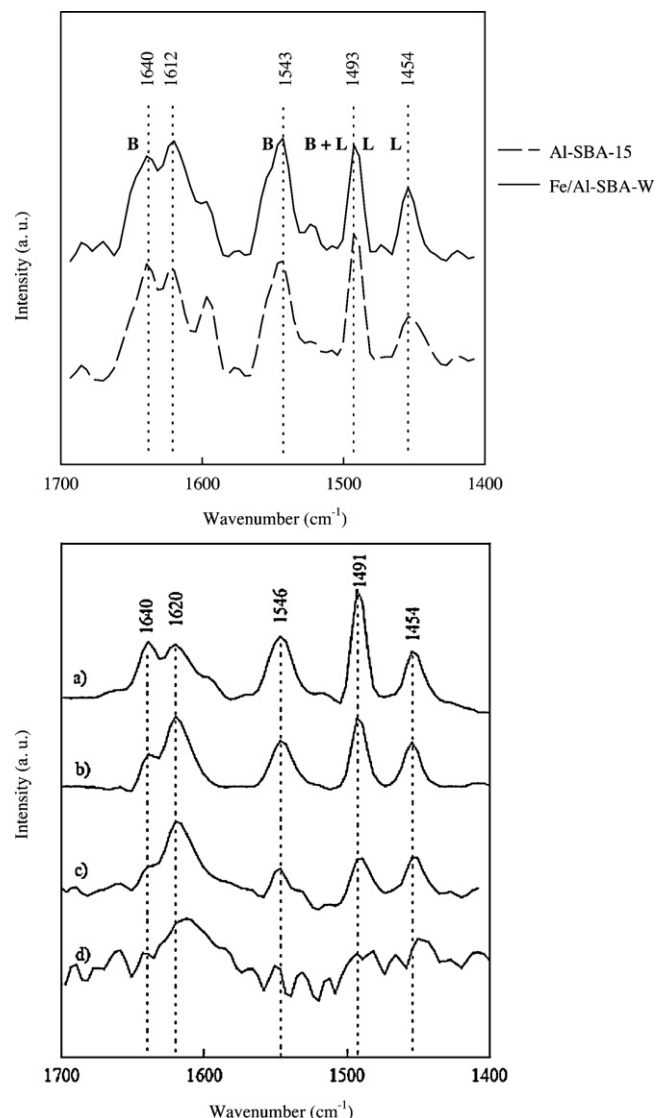 1640 1612 1543 1493 1454
B B B + L L L
Al-SBA-15
Fe/Al-SBA-W
Intensity (a. u.)
1700 1600 1500 1400
Wavenumber (cm-1)
1640 1620 1546 1491 1454
a)
b)
c)
d)
Intensity (a. u.)
1700 1600 1500 1400
Wavenumber (cm-1)